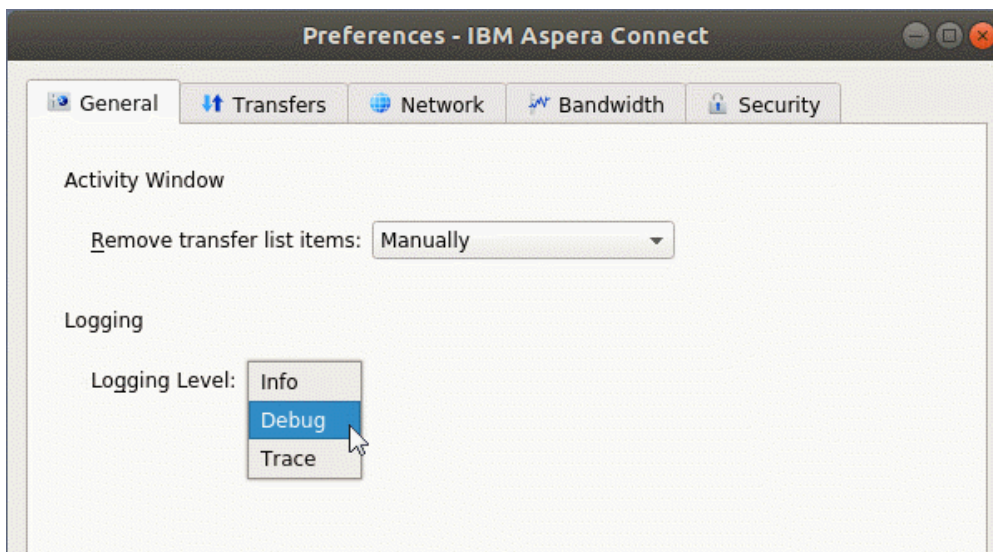 Preferences - IBM Aspera Connect
General Transfers Network Bandwidth Security
Activity Window
Remove transfer list items: Manually
Logging
Logging Level: Info
Debug
Trace